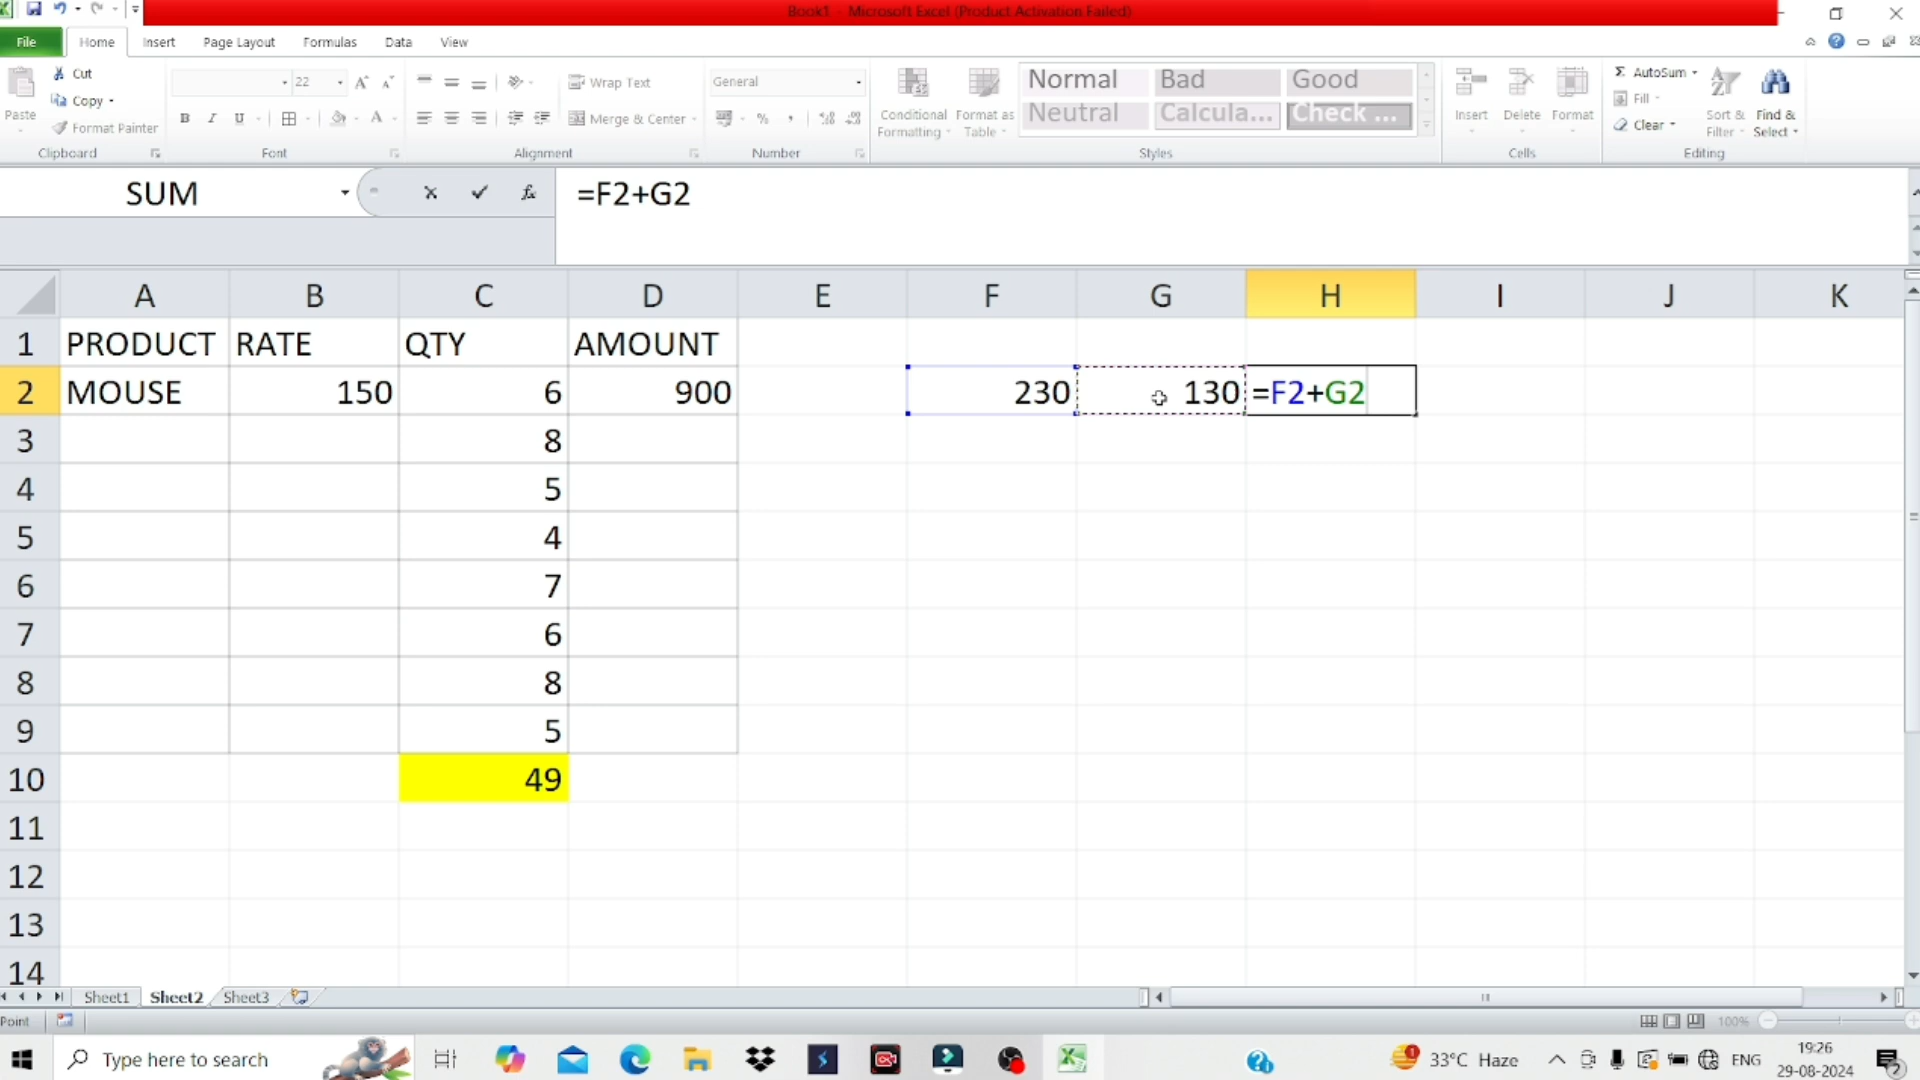 Book1 - Microsoft Excel (Product Activation Failed)
File Home Insert Page Layout Formulas Data View
Cut
Copy
Format Painter
Paste
Clipboard
22
B I U
Font
Wrap Text
Merge & Center
Alignment
General
%
Number
Conditional Formatting
Format as Table
Normal Bad Good
Neutral Calcula... Check ...
Styles
Insert Delete Format
Cells
Σ AutoSum
Fill
Clear
Sort & Filter
Find & Select
Editing
SUM fx =F2+G2
A B C D E F G H I J K
1 PRODUCT RATE QTY AMOUNT
2 MOUSE 150 6 900 230 130 =F2+G2
3 8
4 5
5 4
6 7
7 6
8 8
9 5
10 49
11
12
13
14
Sheet1 Sheet2 Sheet3
Point 100%
Type here to search 33°C Haze ENG 19:26
29-08-2024